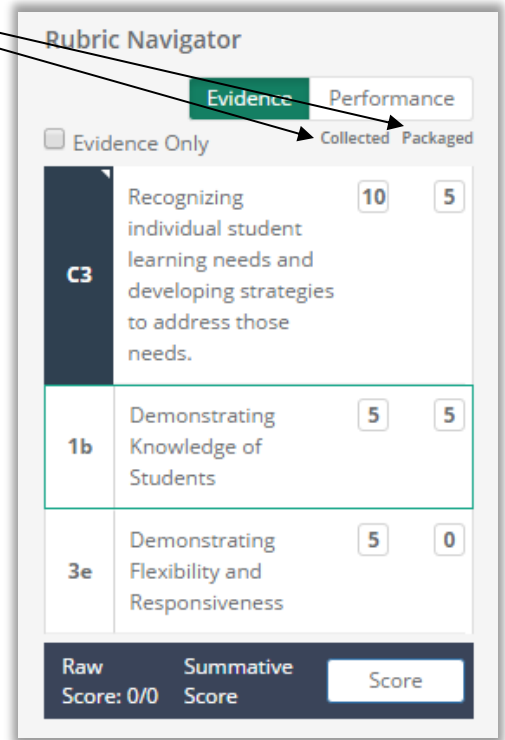 Rubric Navigator
Evidence Performance
Evidence Only Collected Packaged
C3 Recognizing 10 5
individual student
learning needs and
developing strategies
to address those
needs.
1b Demonstrating 5 5
Knowledge of
Students
3e Demonstrating 5 0
Flexibility and
Responsiveness
Raw Summative Score
Score: 0/0 Score